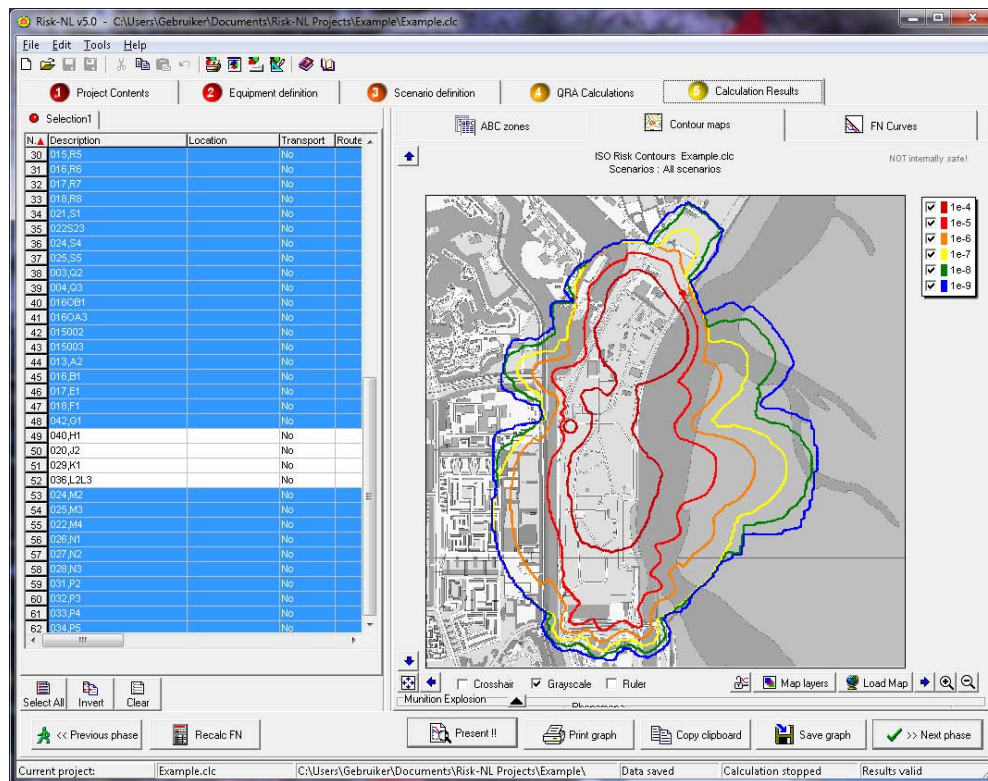 Risk-NL v5.0 - C:\Users\Gebruiker\Documents\Risk-NL Projects\Example\Example.clc
File Edit Tools Help
1 Project Contents 2 Equipment definition 3 Scenario definition 4 QRA Calculations 5 Calculation Results
Selection1
N. Description Location Transport Route
30 015,R5 No
31 016,R6 No
32 017,R7 No
33 018,R8 No
34 021,S1 No
35 022S23 No
36 024,S4 No
37 025,S5 No
38 003,Q2 No
39 004,Q3 No
40 016OB1 No
41 016OA3 No
42 015002 No
43 015003 No
44 013,A2 No
45 016,B1 No
46 017,E1 No
47 018,F1 No
48 042,G1 No
49 040,H1 No
50 020,J2 No
51 029,K1 No
52 036,L2L3 No
53 024,M2 No
54 025,M3 No
55 022,M4 No
56 026,N1 No
57 027,N2 No
58 028,N3 No
59 031,P2 No
60 032,P3 No
61 033,P4 No
62 034,P5 No
Select All Invert Clear
ABC zones Contour maps FN Curves
ISO Risk Contours Example.clc
Scenarios : All scenarios
NOT internally safe!
1e-4
1e-5
1e-6
1e-7
1e-8
1e-9
Crosshair Grayscale Ruler Map layers Load Map
Munition Explosion
Phenomena
<< Previous phase Recalc FN Present !! Print graph Copy clipboard Save graph >> Next phase
Current project: Example.clc C:\Users\Gebruiker\Documents\Risk-NL Projects\Example\ Data saved Calculation stopped Results valid